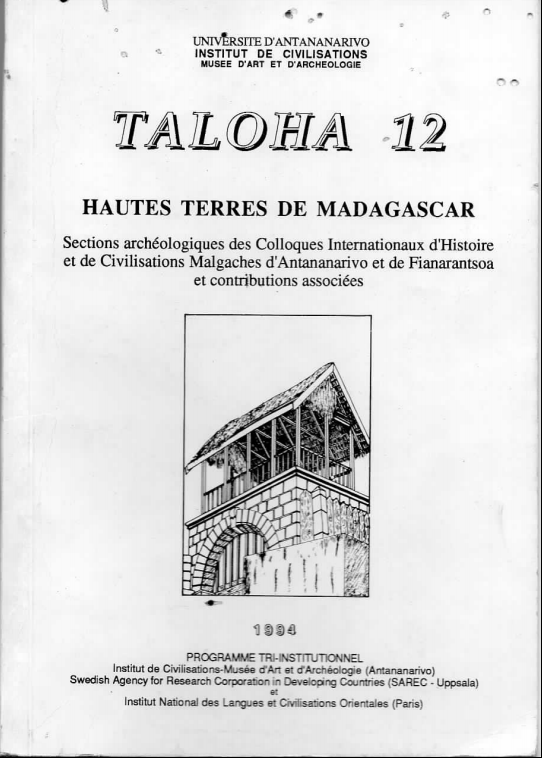 UNIVERSITE D'ANTANANARIVO
INSTITUT DE CIVILISATIONS
MUSEE D'ART ET D'ARCHEOLOGIE
TALOHA 12
HAUTES TERRES DE MADAGASCAR
Sections archéologiques des Colloques Internationaux d'Histoire
et de Civilisations Malgaches d'Antananarivo et de Fianarantsoa
et contributions associées
1994
PROGRAMME TRI-INSTITUTIONNEL
Institut de Civilisations-Musée d'Art et d'Archéologie (Antananarivo)
Swedish Agency for Research Corporation in Developing Countries (SAREC - Uppsala)
et
Institut National des Langues et Civilisations Orientales (Paris)